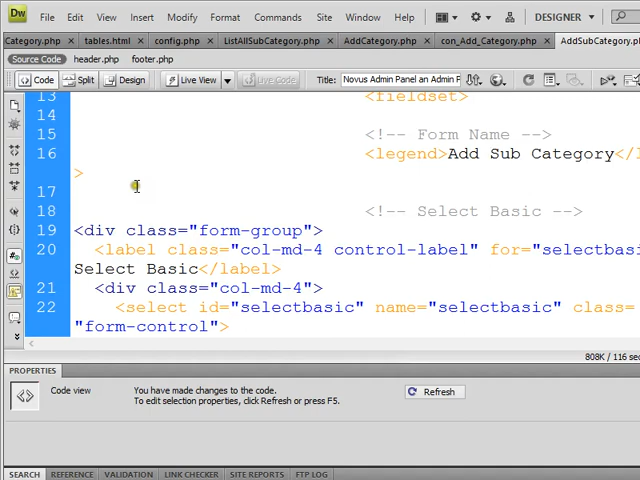 Dw File Edit View Insert Modify Format Commands Site Window Help DESIGNER
Category.php × tables.html × config.php × ListAllSubCategory.php × AddCategory.php × con_Add_Category.php × AddSubCategory.ph
Source Code header.php footer.php
Code Split Design Live View Live Code Title: Novus Admin Panel an Admin P
13 <fieldset>
14
15 <!-- Form Name -->
16 <legend>Add Sub Category</l
>
17
18 <!-- Select Basic -->
19 <div class="form-group">
20 <label class="col-md-4 control-label" for="selectbasi
Select Basic</label>
21 <div class="col-md-4">
22 <select id="selectbasic" name="selectbasic" class=
"form-control">
808K / 116 sec
PROPERTIES
Code view You have made changes to the code. Refresh
To edit selection properties, click Refresh or press F5.
SEARCH REFERENCE VALIDATION LINK CHECKER SITE REPORTS FTP LOG